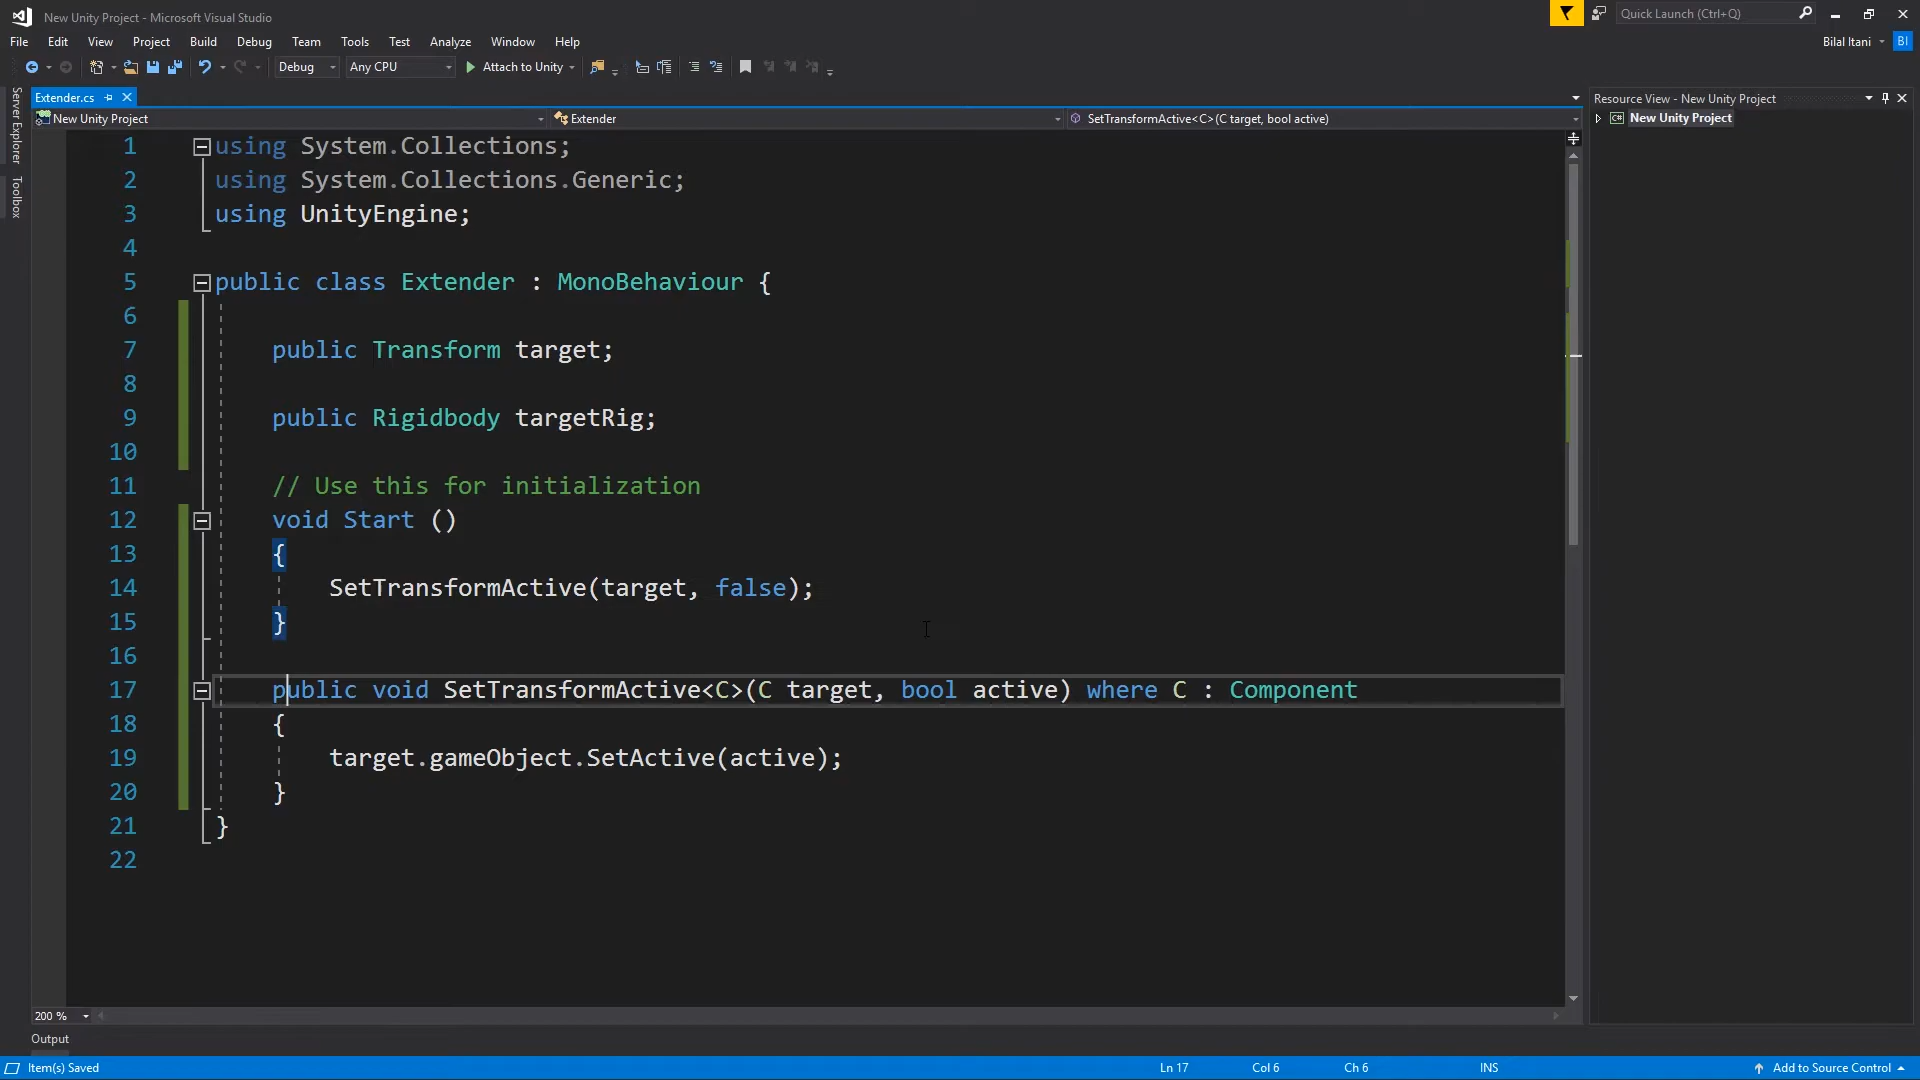 New Unity Project - Microsoft Visual Studio
Quick Launch (Ctrl+Q)
File Edit View Project Build Debug Team Tools Test Analyze Window Help
Bilal Itani BI
Debug Any CPU Attach to Unity
Server Explorer
Toolbox
Extender.cs
New Unity Project Extender SetTransformActive<C>(C target, bool active)
Resource View - New Unity Project
C# New Unity Project
1 using System.Collections;
2 using System.Collections.Generic;
3 using UnityEngine;
4
5 public class Extender : MonoBehaviour {
6
7 public Transform target;
8
9 public Rigidbody targetRig;
10
11 // Use this for initialization
12 void Start ()
13 {
14 SetTransformActive(target, false);
15 }
16
17 public void SetTransformActive<C>(C target, bool active) where C : Component
18 {
19 target.gameObject.SetActive(active);
20 }
21 }
22
200 %
Output
Item(s) Saved Ln 17 Col 6 Ch 6 INS Add to Source Control